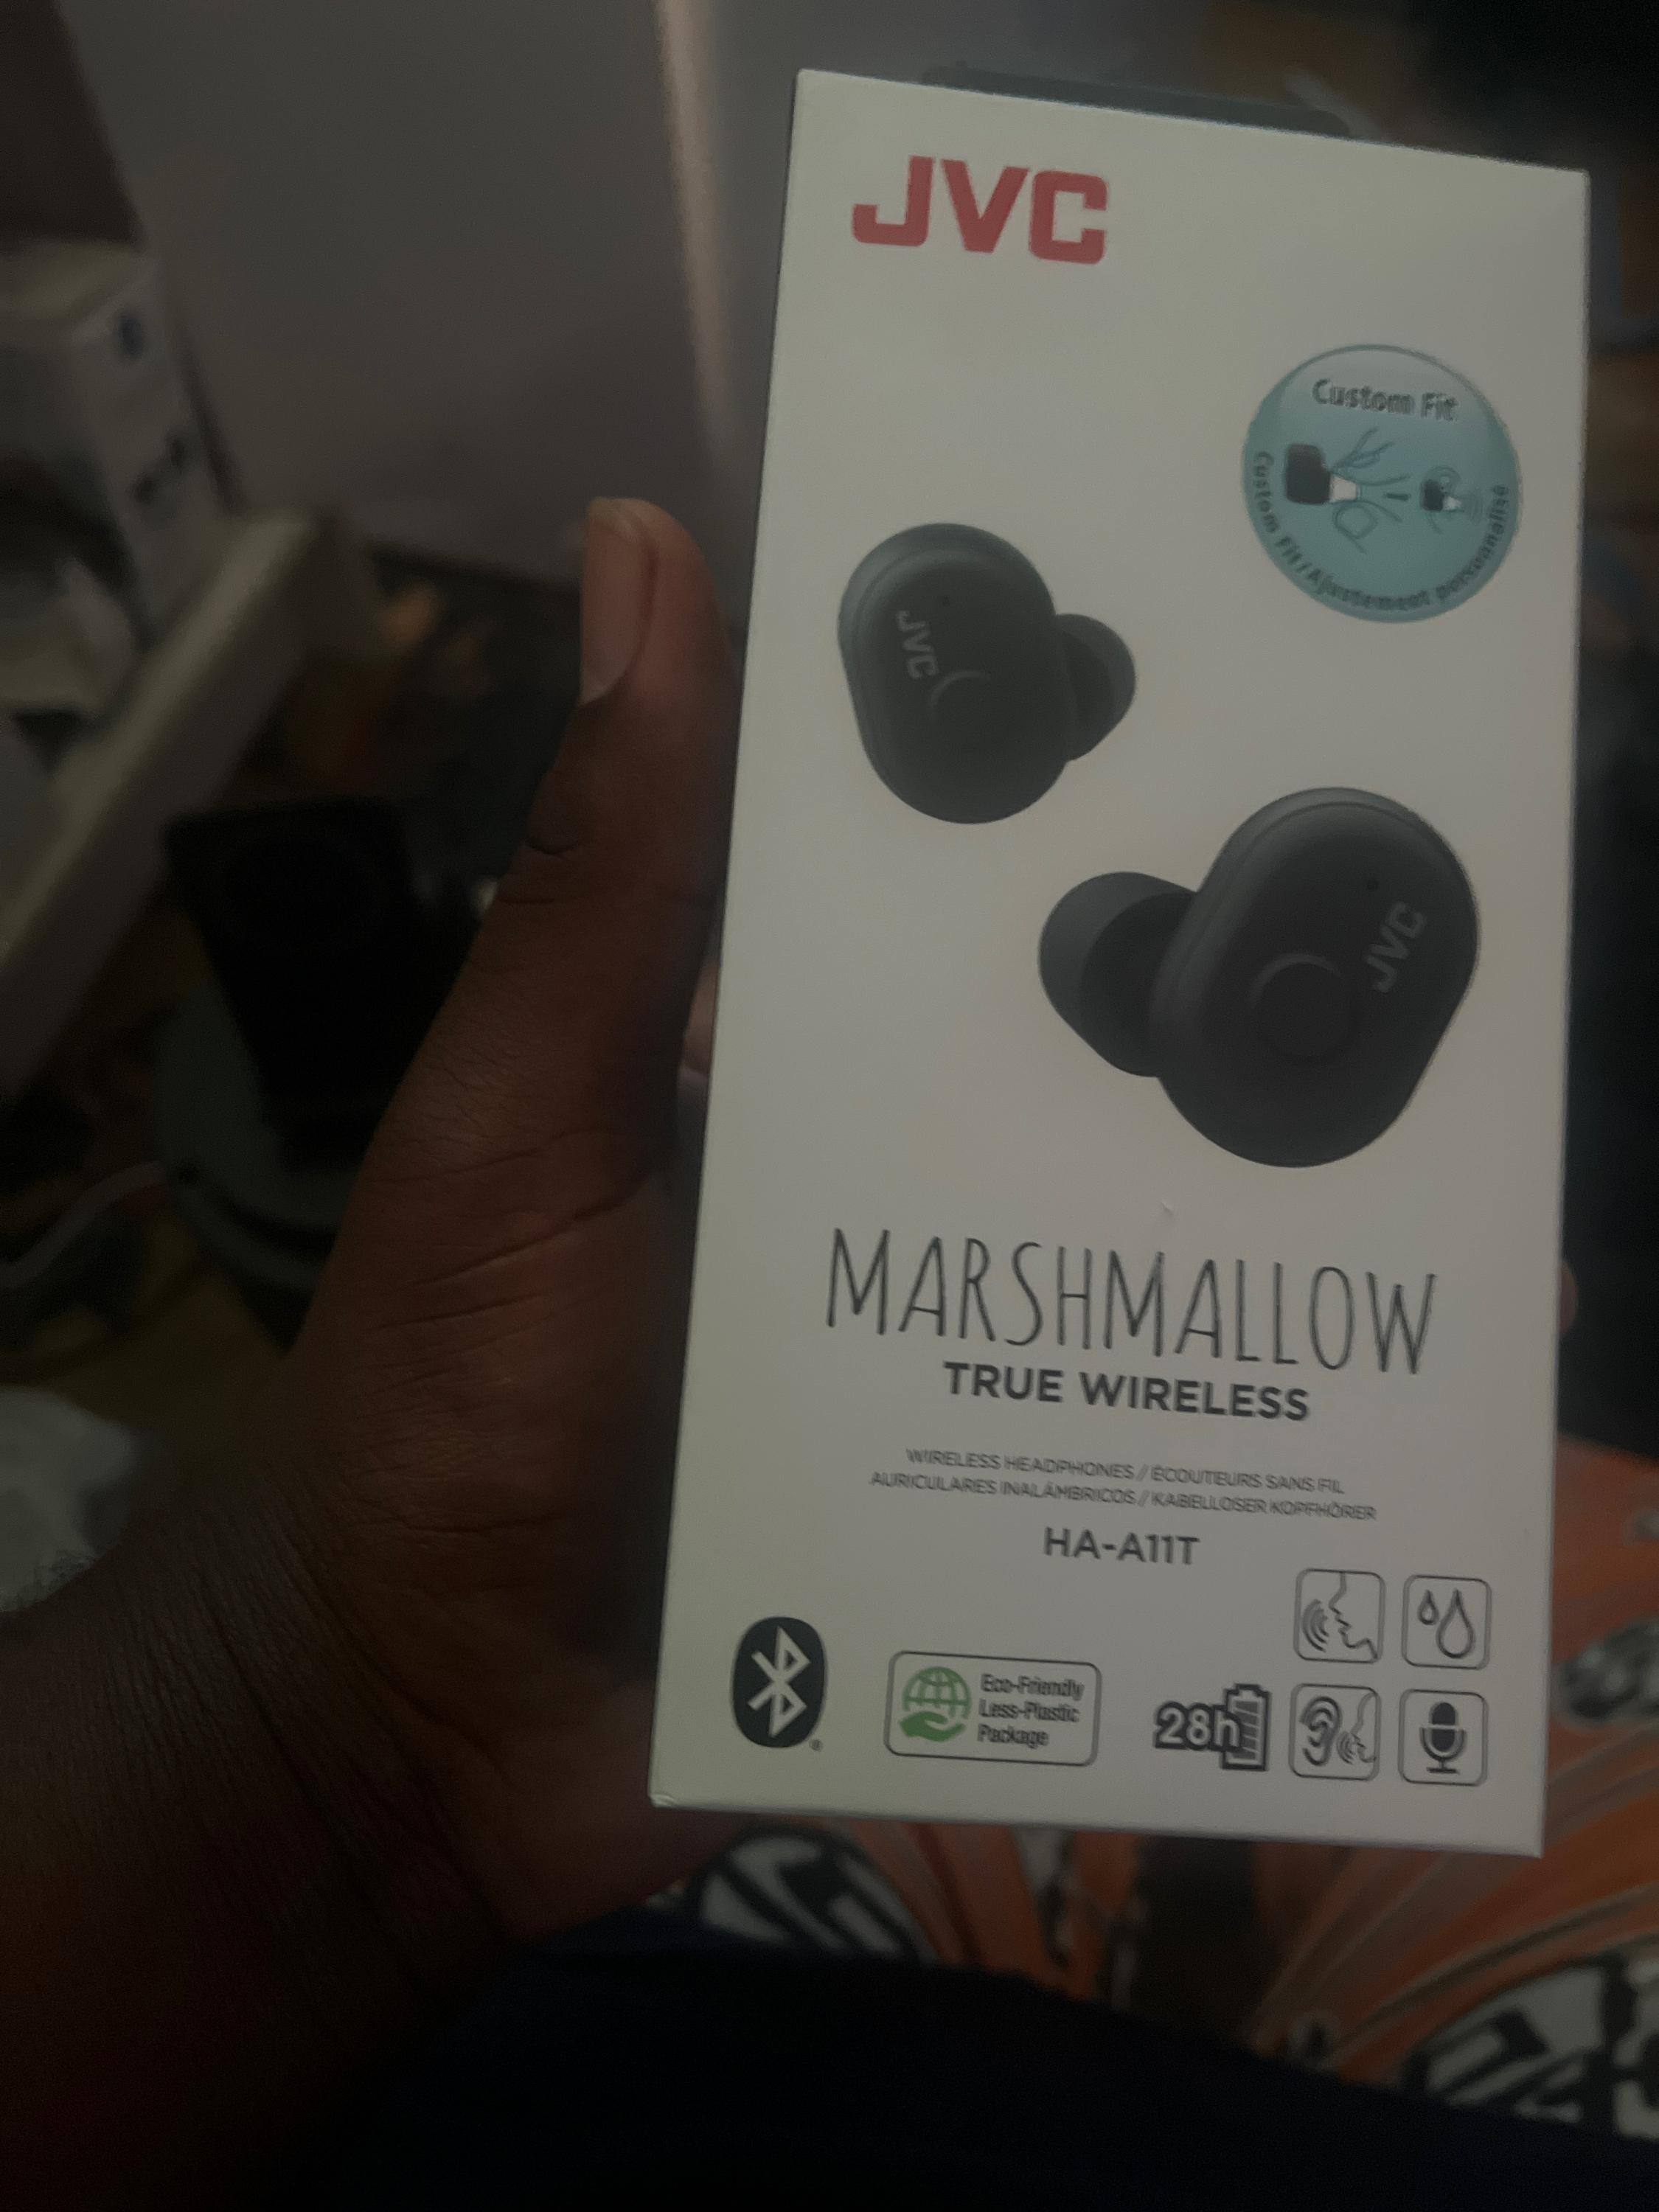 JVC
Custom Fit
Custom Fit / Ajustement personnalisé
JVC
JVC
MARSHMALLOW
TRUE WIRELESS
WIRELESS HEADPHONES / ÉCOUTEURS SANS FIL
AURICULARES INALÁMBRICOS / KABELLOSER KOPFHÖRER
HA-A11T
Eco-Friendly
Less-Plastic
Package
28h